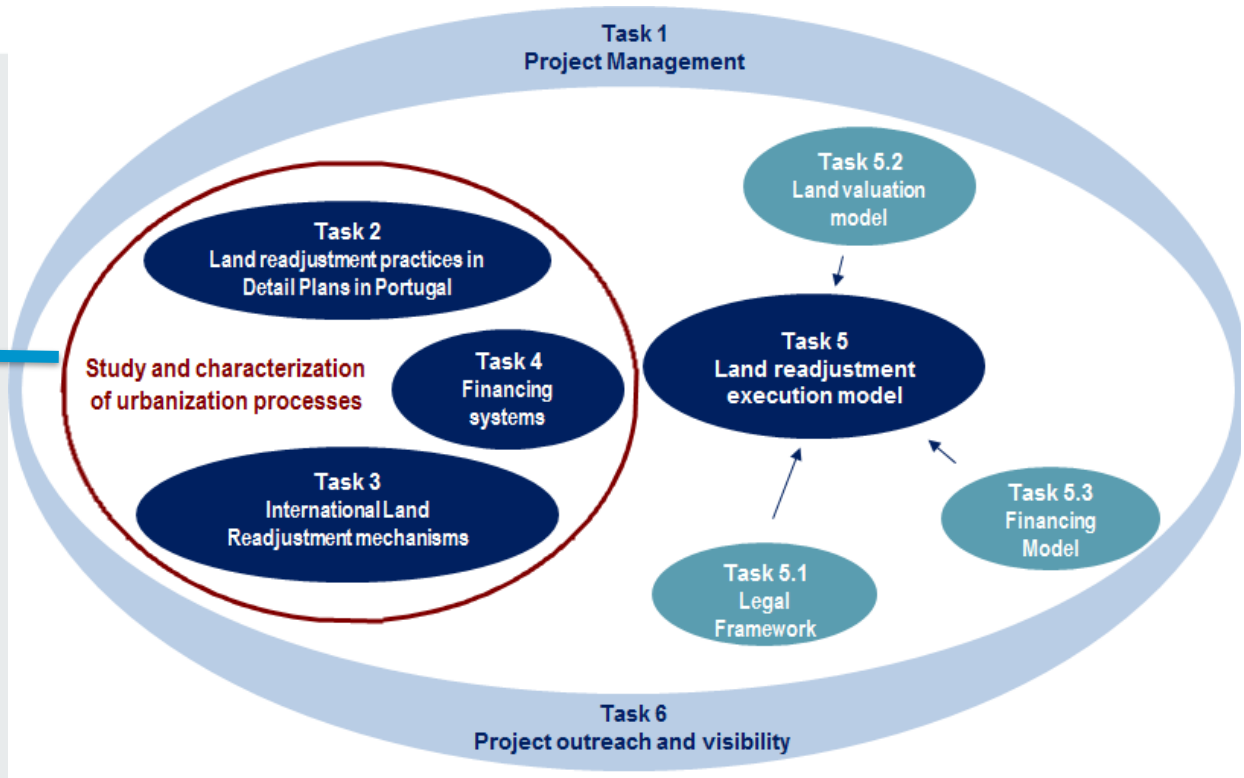 Task 1
Project Management
Task 5.2
Land valuation
model
Task 2
Land readjustment practices in
Detail Plans in Portugal
Study and characterization
of urbanization processes
Task 4
Financing
systems
Task 5
Land readjustment
execution model
Task 3
International Land
Readjustment mechanisms
Task 5.3
Financing
Model
Task 5.1
Legal
Framework
Task 6
Project outreach and visibility